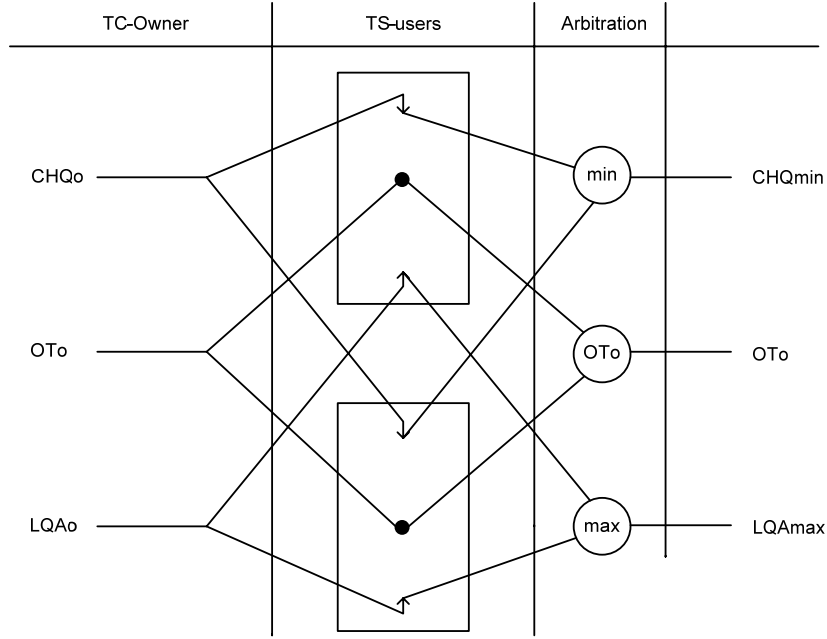 TC-Owner
TS-users
Arbitration
CHQo
min
CHQmin
OTo
OTo
OTo
LQAo
max
LQAmax